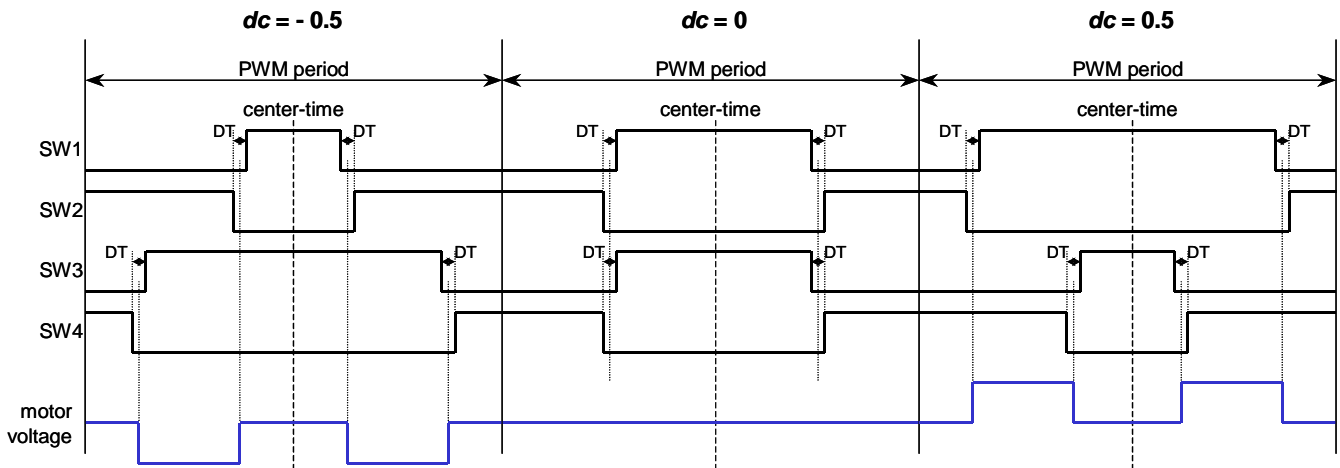 dc = - 0.5
dc = 0
dc = 0.5
PWM period
PWM period
PWM period
center-time
center-time
center-time
DT
DT
DT
DT
DT
DT
SW1
SW2
DT
DT
DT
DT
DT
DT
SW3
SW4
motor
voltage